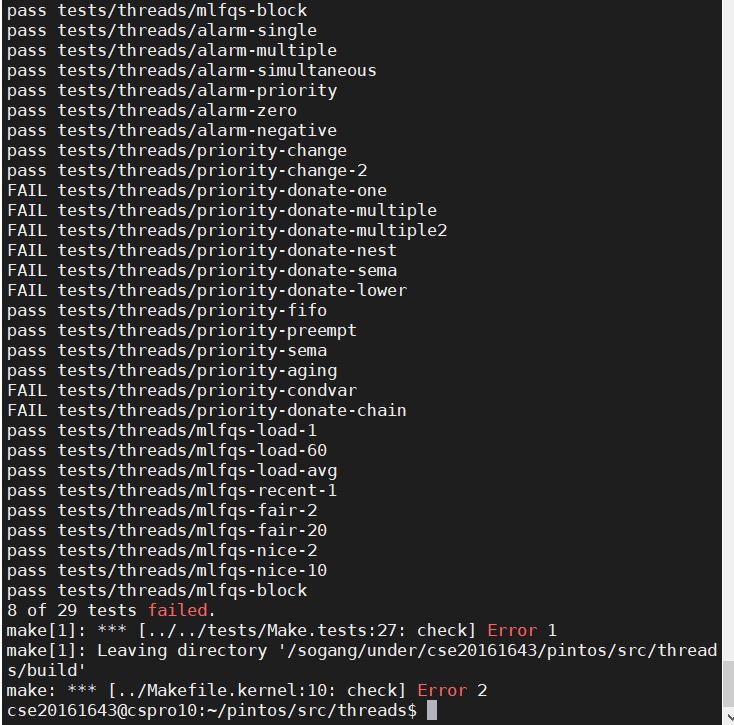 pass tests/threads/mlfqs-block
pass tests/threads/alarm-single
pass tests/threads/alarm-multiple
pass tests/threads/alarm-simultaneous
pass tests/threads/alarm-priority
pass tests/threads/alarm-zero
pass tests/threads/alarm-negative
pass tests/threads/priority-change
pass tests/threads/priority-change-2
FAIL tests/threads/priority-donate-one
FAIL tests/threads/priority-donate-multiple
FAIL tests/threads/priority-donate-multiple2
FAIL tests/threads/priority-donate-nest
FAIL tests/threads/priority-donate-sema
FAIL tests/threads/priority-donate-lower
pass tests/threads/priority-fifo
pass tests/threads/priority-preempt
pass tests/threads/priority-sema
pass tests/threads/priority-aging
FAIL tests/threads/priority-condvar
FAIL tests/threads/priority-donate-chain
pass tests/threads/mlfqs-load-1
pass tests/threads/mlfqs-load-60
pass tests/threads/mlfqs-load-avg
pass tests/threads/mlfqs-recent-1
pass tests/threads/mlfqs-fair-2
pass tests/threads/mlfqs-fair-20
pass tests/threads/mlfqs-nice-2
pass tests/threads/mlfqs-nice-10
pass tests/threads/mlfqs-block
8 of 29 tests failed.
make[1]: *** [../../tests/Make.tests:27: check] Error 1
make[1]: Leaving directory '/sogang/under/cse20161643/pintos/src/thread
s/build'
make: *** [../Makefile.kernel:10: check] Error 2
cse20161643@cspro10:~/pintos/src/threads$